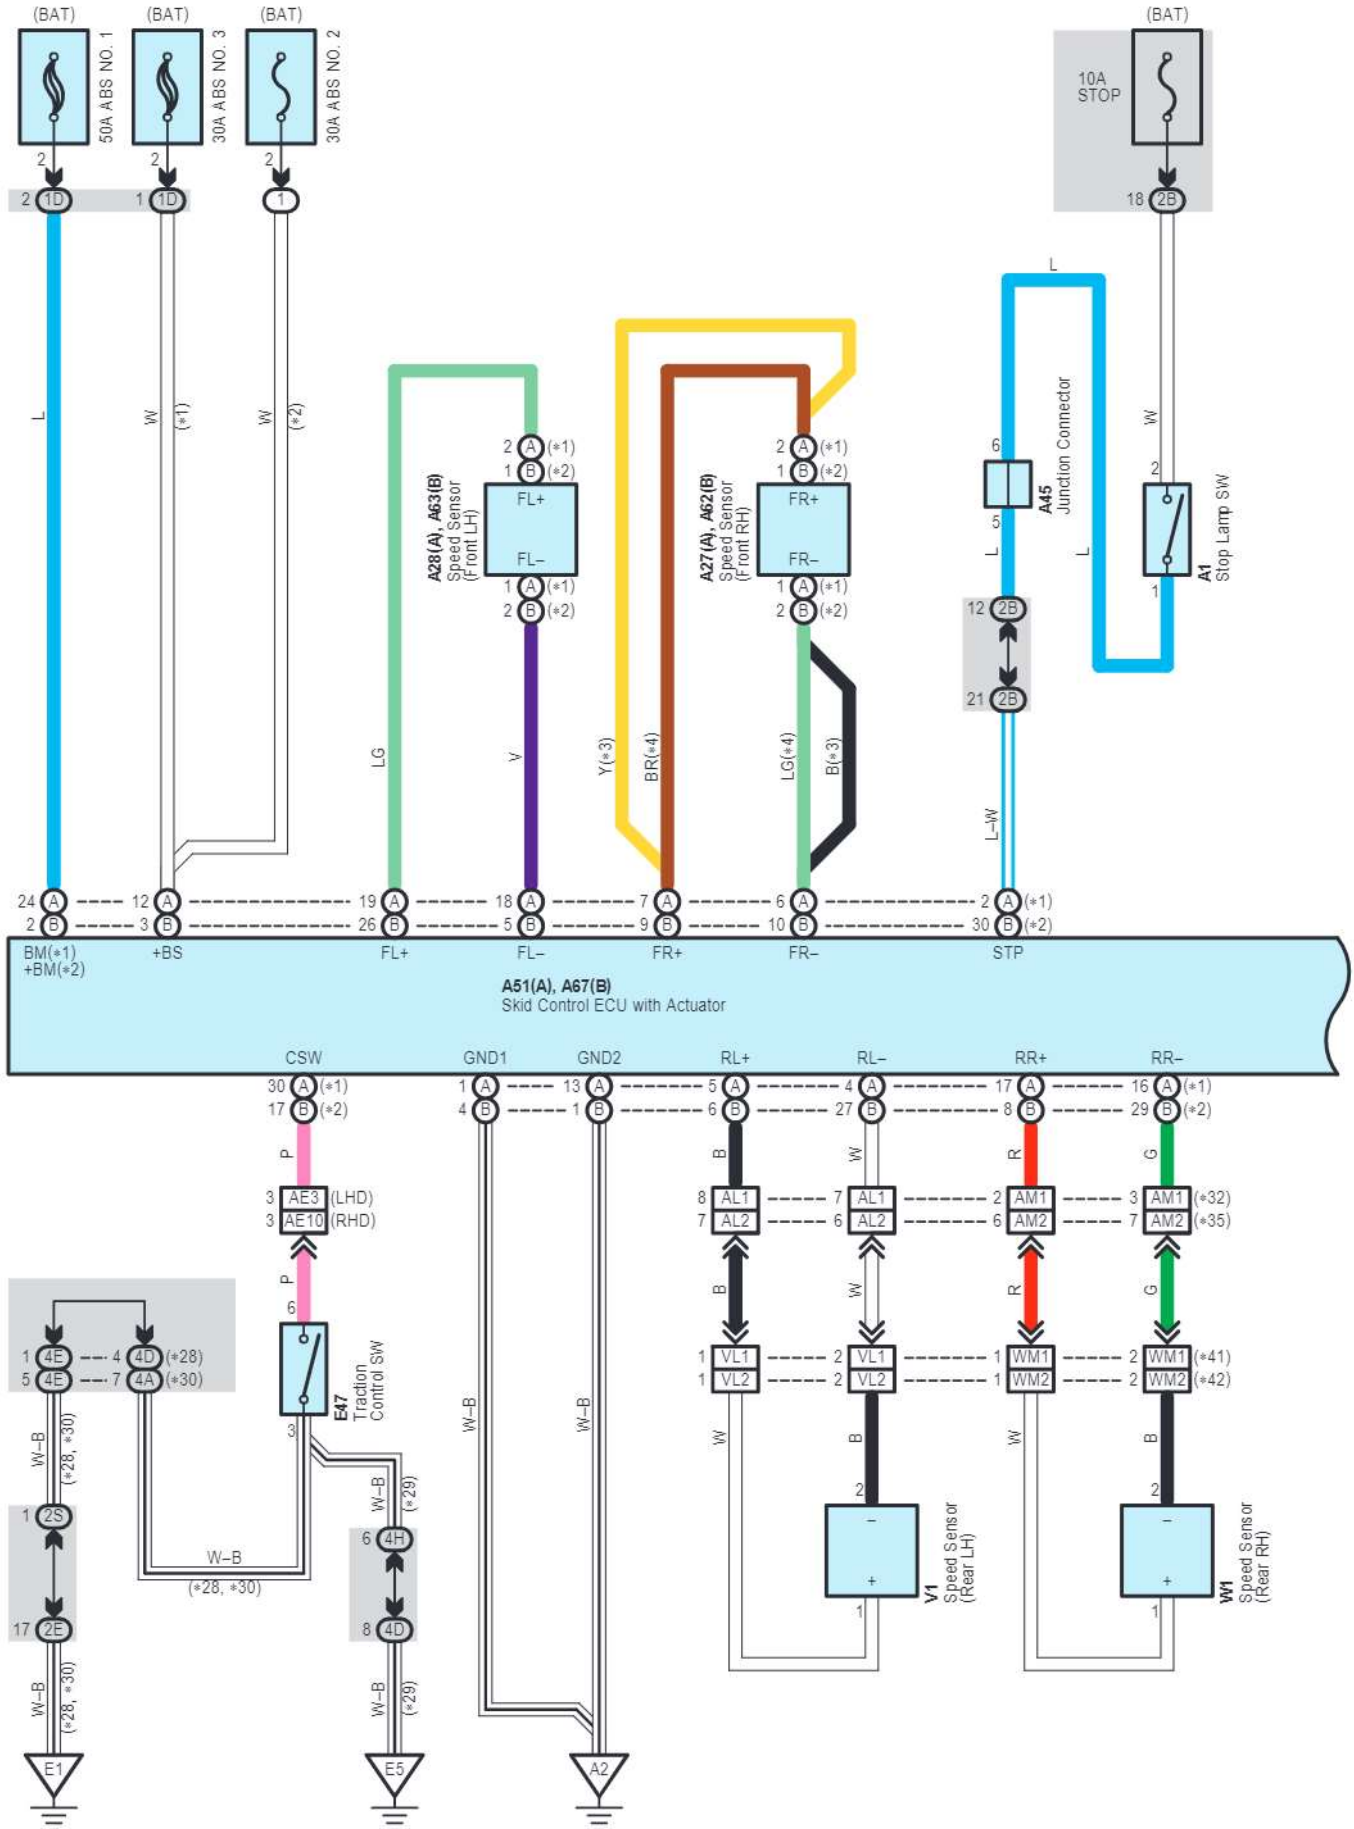 (BAT) (BAT) (BAT) (BAT)
50A ABS NO. 1
30A ABS NO. 3
30A ABS NO. 2
10A
STOP
2 2 2
2 1D 1 1D 1 18 2B
L
L
W
(*1)
W
(*2)
W
2 A (*1) 2 A (*1)
1 B (*2) 1 B (*2)
FL+ FR+
FL– FR–
A28(A), A63(B)
Speed Sensor
(Front LH)
A27(A), A62(B)
Speed Sensor
(Front RH)
1 A (*1) 1 A (*1)
2 B (*2) 2 B (*2)
6
5
A45
Junction Connector
L
L
2
1
A1
Stop Lamp SW
12 2B
21 2B
LG
V
Y(*3)
BR(*4)
LG(*4)
B(*3)
L–W
24 A 12 A 19 A 18 A 7 A 6 A 2 A (*1)
2 B 3 B 26 B 5 B 9 B 10 B 30 B (*2)
BM(*1) +BS FL+ FL– FR+ FR– STP
+BM(*2)
A51(A), A67(B)
Skid Control ECU with Actuator
CSW GND1 GND2 RL+ RL– RR+ RR–
30 A (*1) 1 A 13 A 5 A 4 A 17 A 16 A (*1)
17 B (*2) 4 B 1 B 6 B 27 B 8 B 29 B (*2)
P B W R G
3 AE3 (LHD) 8 AL1 7 AL1 2 AM1 3 AM1 (*32)
3 AE10 (RHD) 7 AL2 6 AL2 6 AM2 7 AM2 (*35)
P B W R G
6
1 4E 4 4D (*28) 1 VL1 2 VL1 1 WM1 2 WM1 (*41)
5 4E 7 4A (*30) 1 VL2 2 VL2 1 WM2 2 WM2 (*42)
E47
Traction
Control SW
3
W–B
(*28, *30)
W–B
(*29)
W–B
W–B
W B W B
2 2
1 2S
6 4H
– –
+ +
V1
Speed Sensor
(Rear LH)
W1
Speed Sensor
(Rear RH)
W–B
(*28, *30)
1 1
17 2E 8 4D
W–B
(*28, *30)
W–B
(*29)
E1 E5 A2